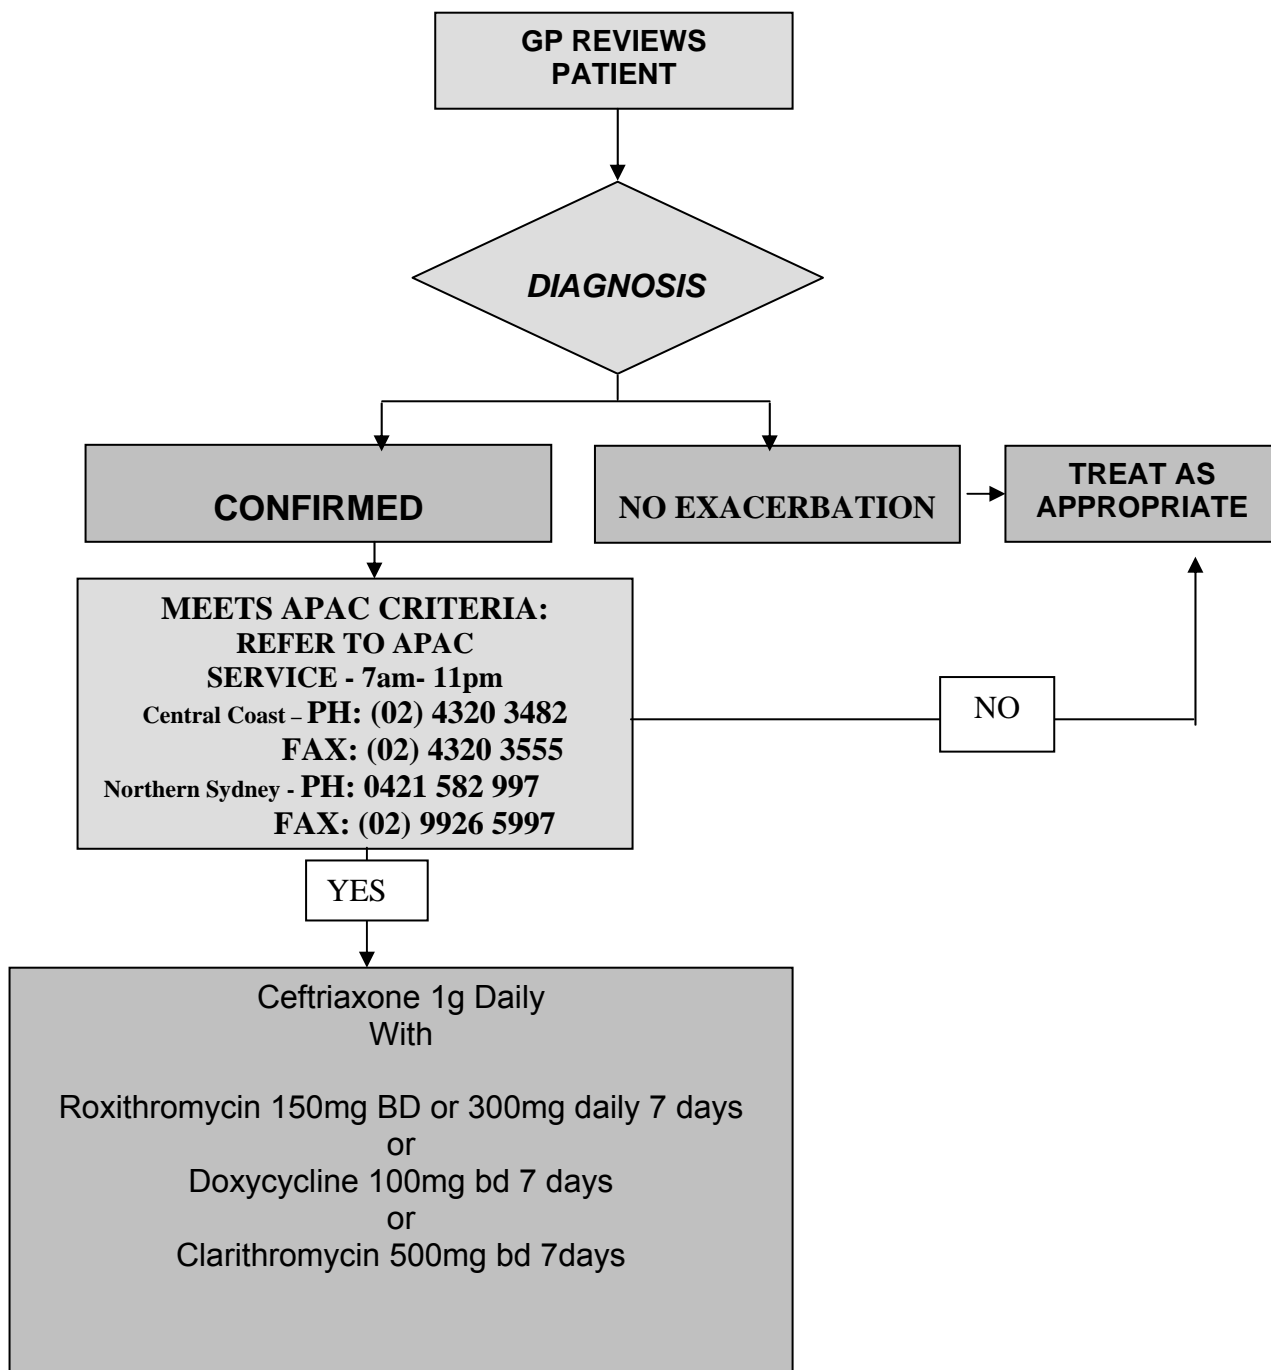 GP REVIEWS
PATIENT
DIAGNOSIS
CONFIRMED
NO EXACERBATION
TREAT AS
APPROPRIATE
MEETS APAC CRITERIA:
REFER TO APAC
SERVICE - 7am- 11pm
Central Coast – PH: (02) 4320 3482
FAX: (02) 4320 3555
Northern Sydney - PH: 0421 582 997
FAX: (02) 9926 5997
NO
YES
Ceftriaxone 1g Daily
With
Roxithromycin 150mg BD or 300mg daily 7 days
or
Doxycycline 100mg bd 7 days
or
Clarithromycin 500mg bd 7days